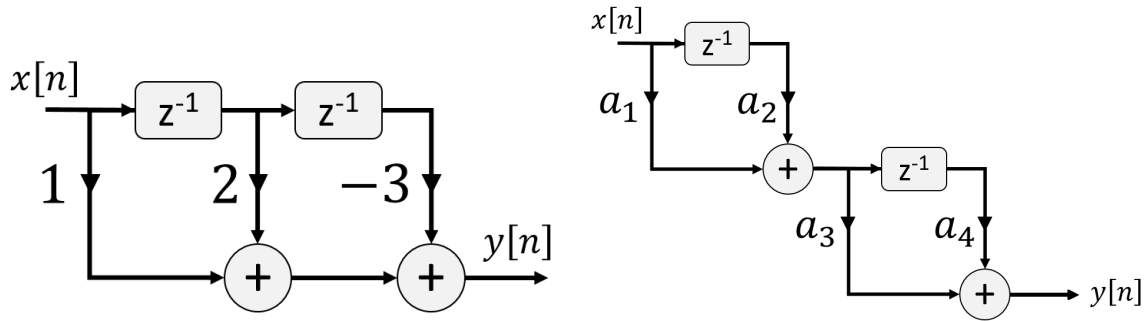 x[n]
z⁻¹
z⁻¹
1
2
−3
+
+
y[n]
x[n]
z⁻¹
a₁
a₂
+
z⁻¹
a₃
a₄
+
y[n]